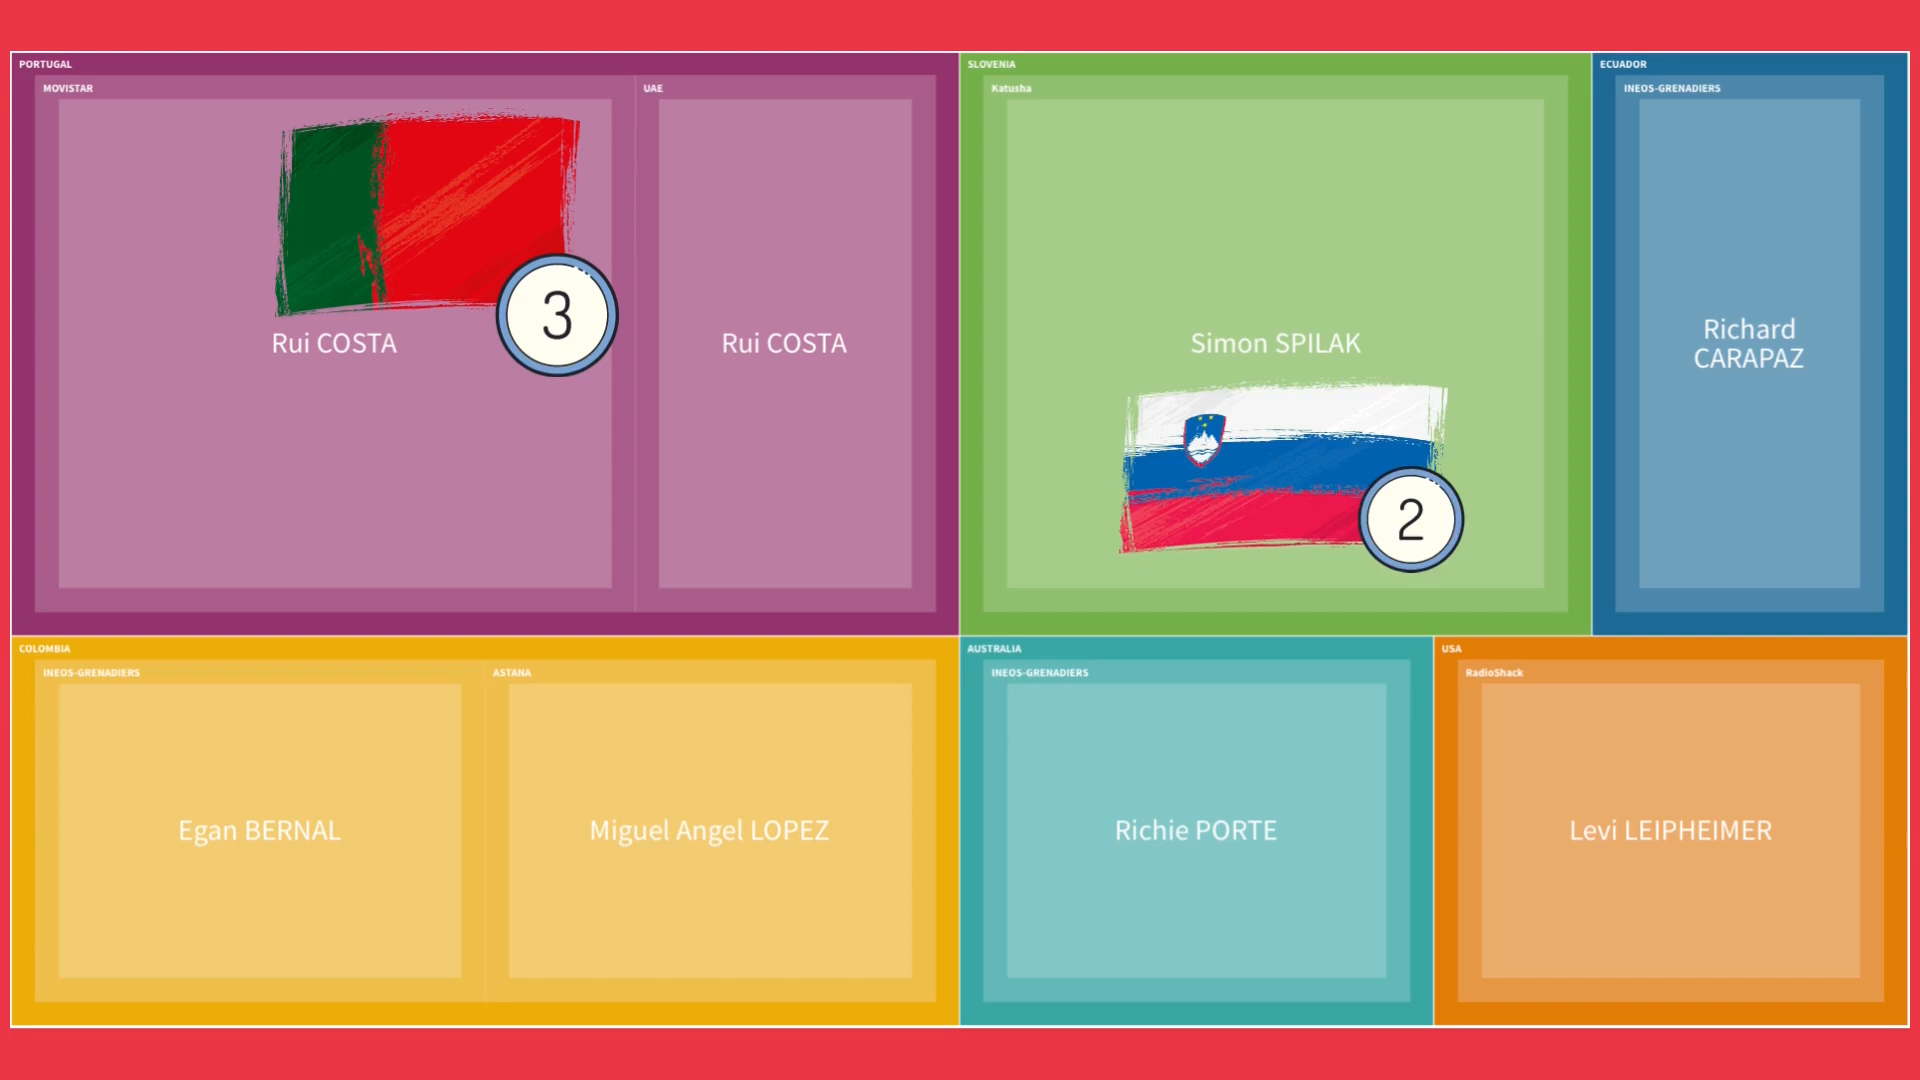 PORTUGAL
MOVISTAR
Rui COSTA
3
UAE
Rui COSTA
SLOVENIA
Katusha
Simon SPILAK
2
ECUADOR
INEOS-GRENADIERS
Richard
CARAPAZ
COLOMBIA
INEOS-GRENADIERS
Egan BERNAL
ASTANA
Miguel Angel LOPEZ
AUSTRALIA
INEOS-GRENADIERS
Richie PORTE
USA
RadioShack
Levi LEIPHEIMER